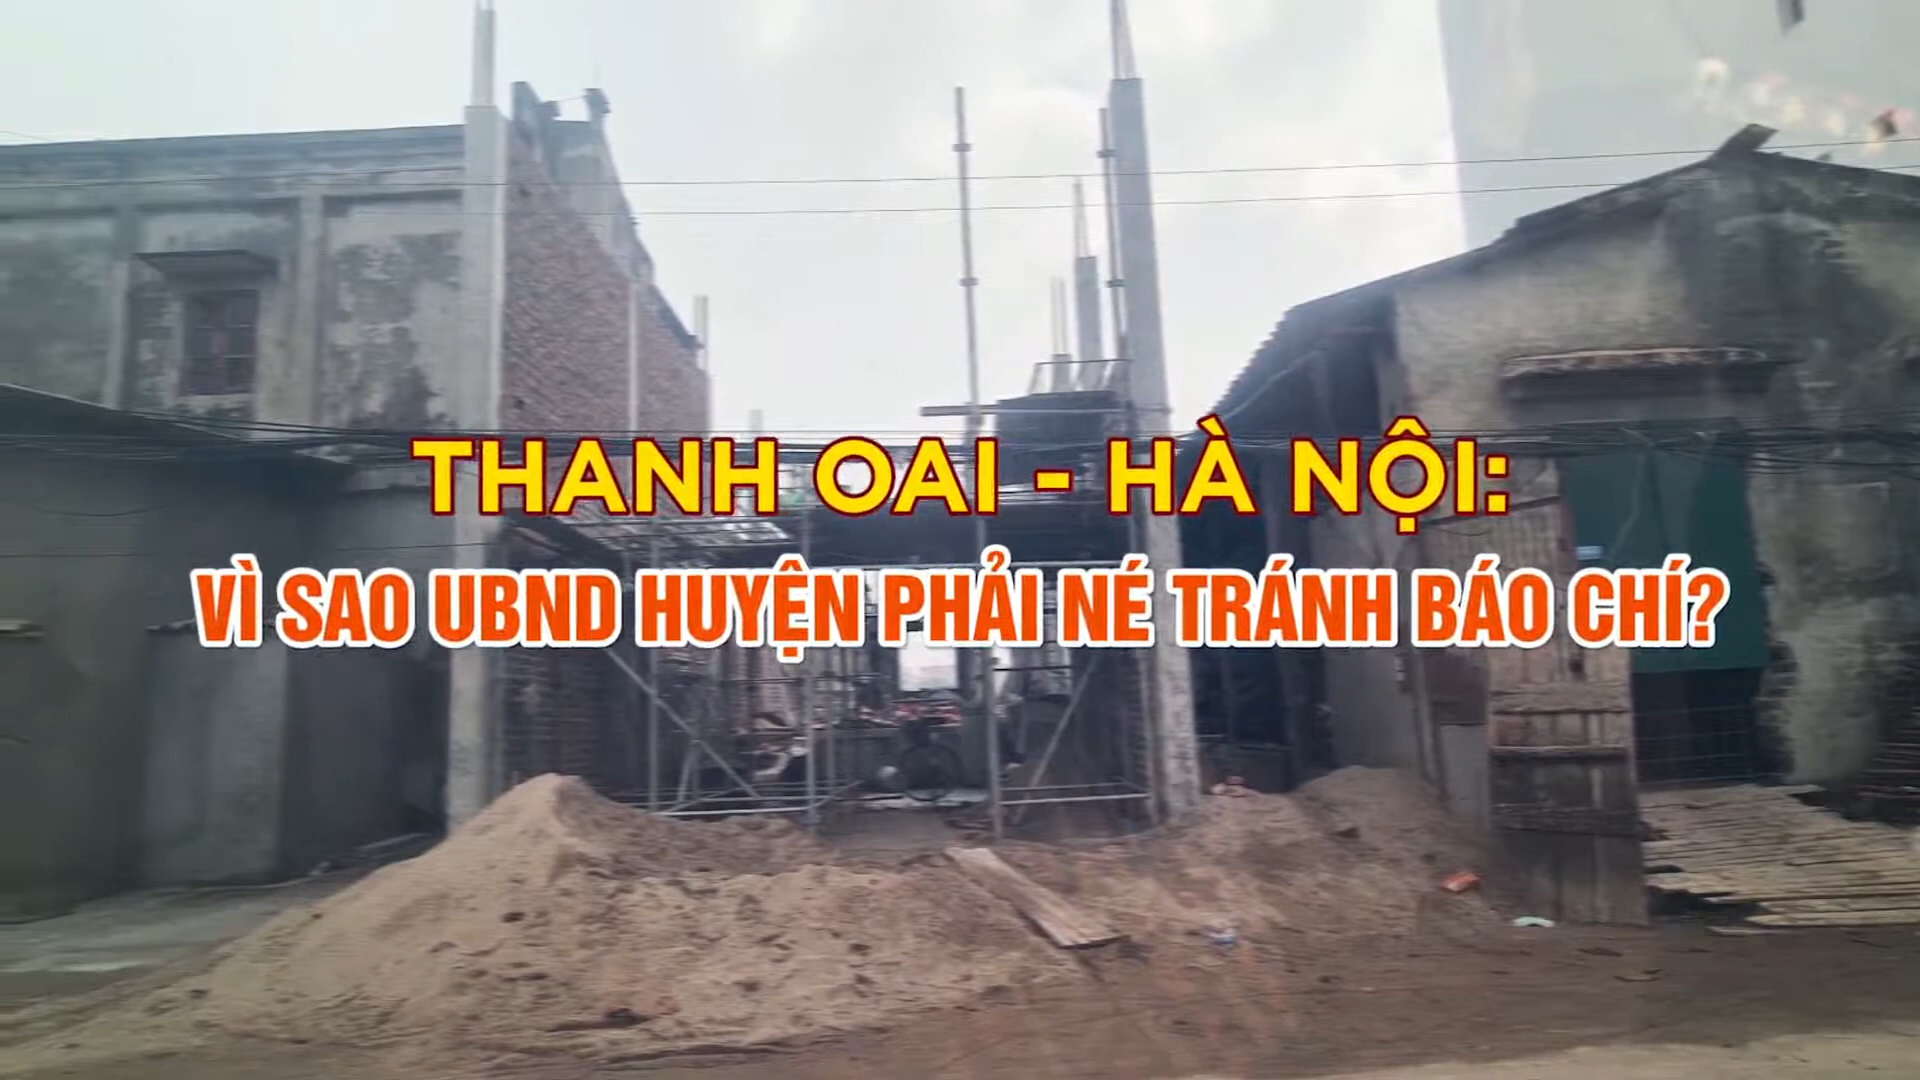 THANH OAI - HÀ NỘI:
VÌ SAO UBND HUYỆN PHẢI NÉ TRÁNH BÁO CHÍ?